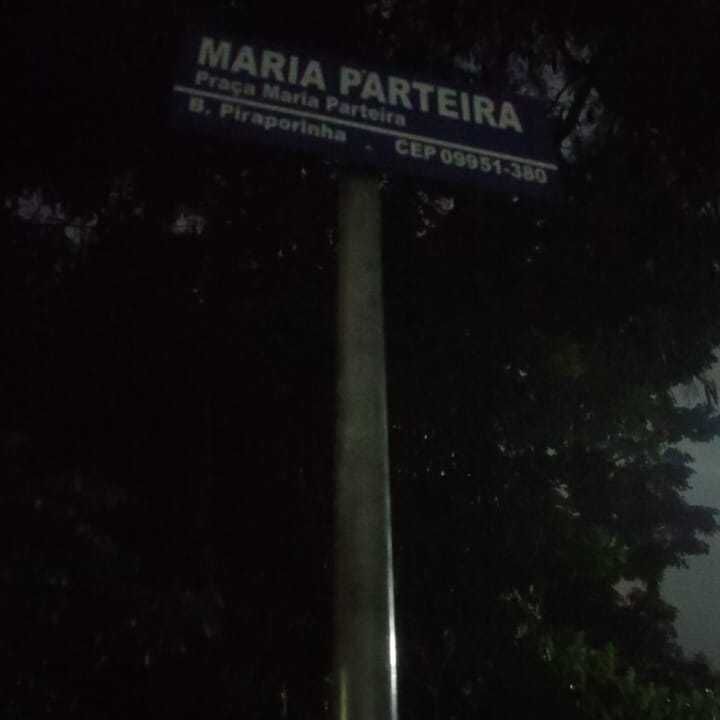 MARIA PARTEIRA
Praça Maria Parteira
B. Piraporinha - CEP 09951-380